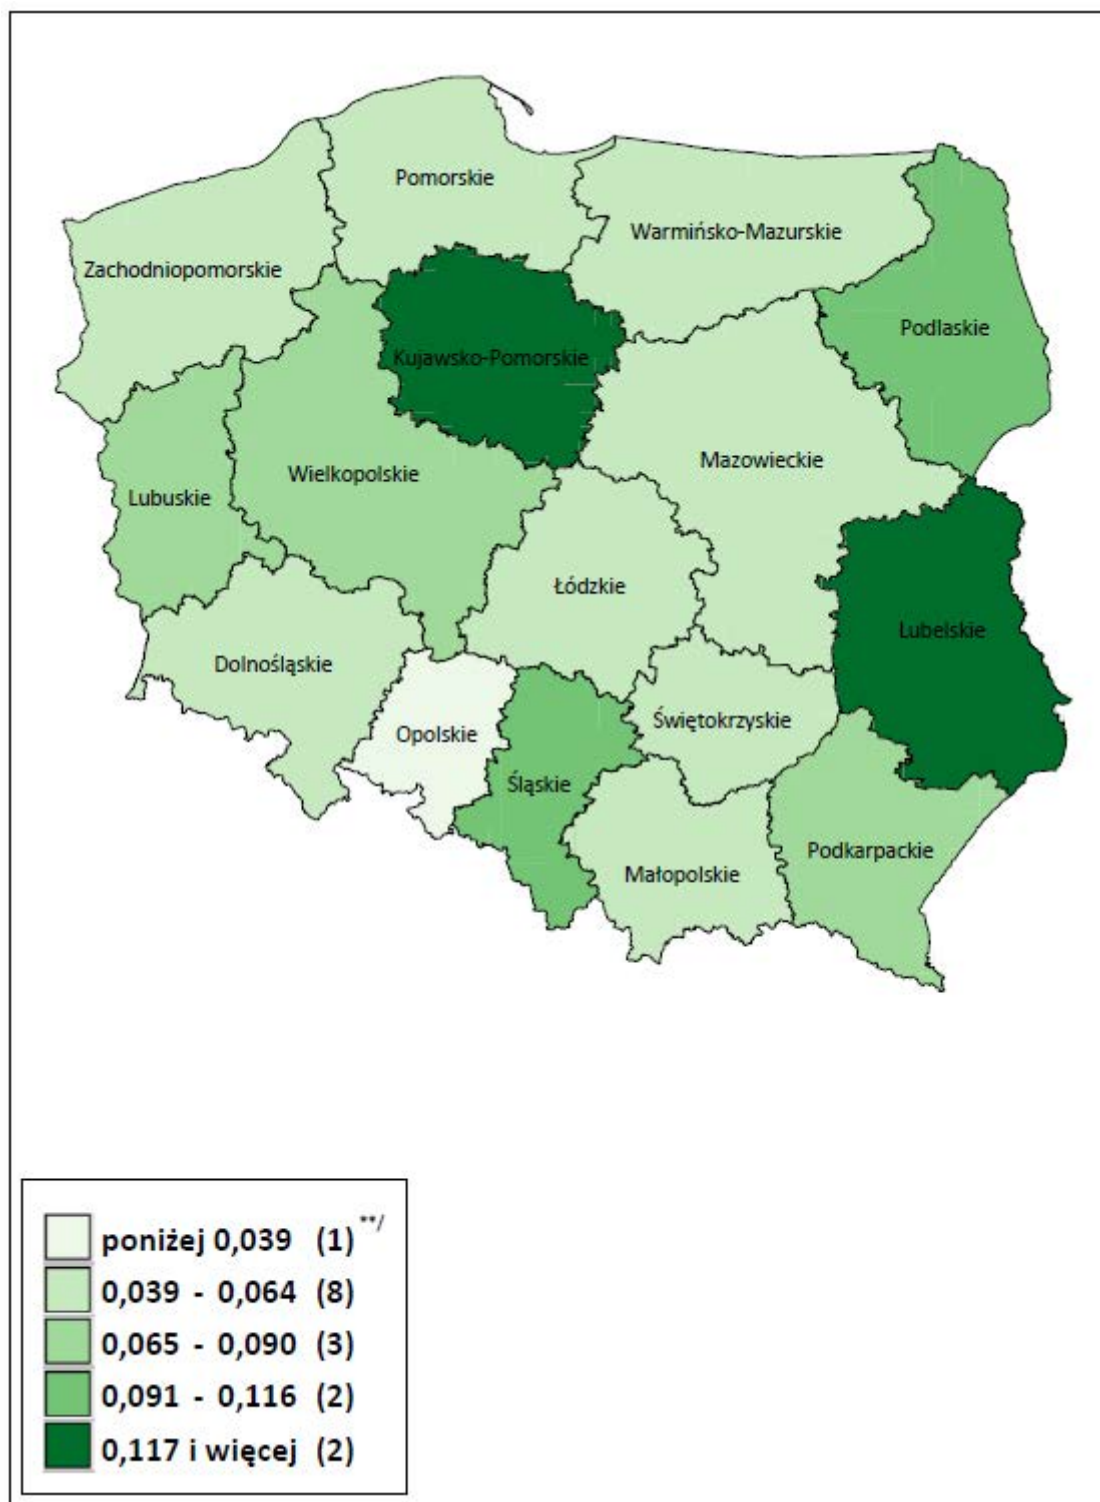 Pomorskie
Warmińsko-Mazurskie
Zachodniopomorskie
Podlaskie
Kujawsko-Pomorskie
Mazowieckie
Wielkopolskie
Lubuskie
Łódzkie
Lubelskie
Dolnośląskie
Świętokrzyskie
Opolskie
Śląskie
Podkarpackie
Małopolskie
poniżej 0,039 (1) **/
0,039 - 0,064 (8)
0,065 - 0,090 (3)
0,091 - 0,116 (2)
0,117 i więcej (2)